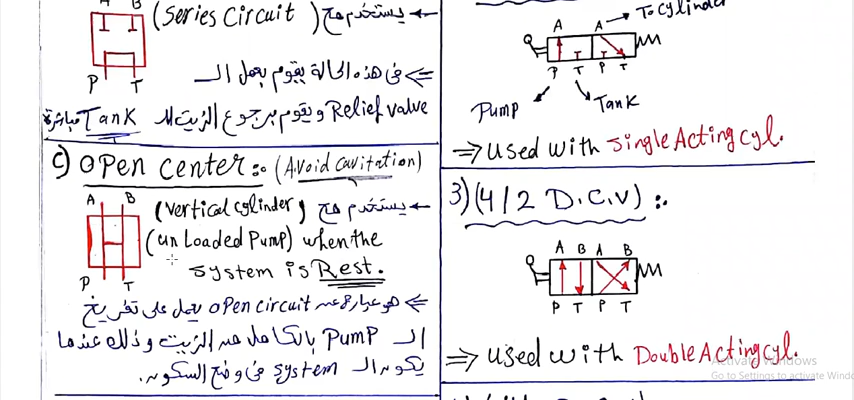 A B
(Series Circuit) يستخدم مع ←
P T
⇐ فى هذه الحالة يقوم بعمل الـ
Relief valve ويقوم برجوع الزيت للـ Tank مباشرة
C) Open center :- (Avoid cavitation)
A B
(vertical cylinder) يستخدم مع ←
(un Loaded Pump) when the
system is Rest.
P T
⇐ هو عبارة عن open circuit يعمل على تفريغ
الـ Pump بالكامل من الزيت وذلك عندما
يكون الـ system فى وضع السكون.
A A → To cylinder
P T P T
Pump Tank
⇒ Used with Single Acting cyl.
3) (4/2 D.C.V) :-
A B A B
P T P T
⇒ Used with Double Acting cyl.
Activate Windows
Go to Settings to activate Wind